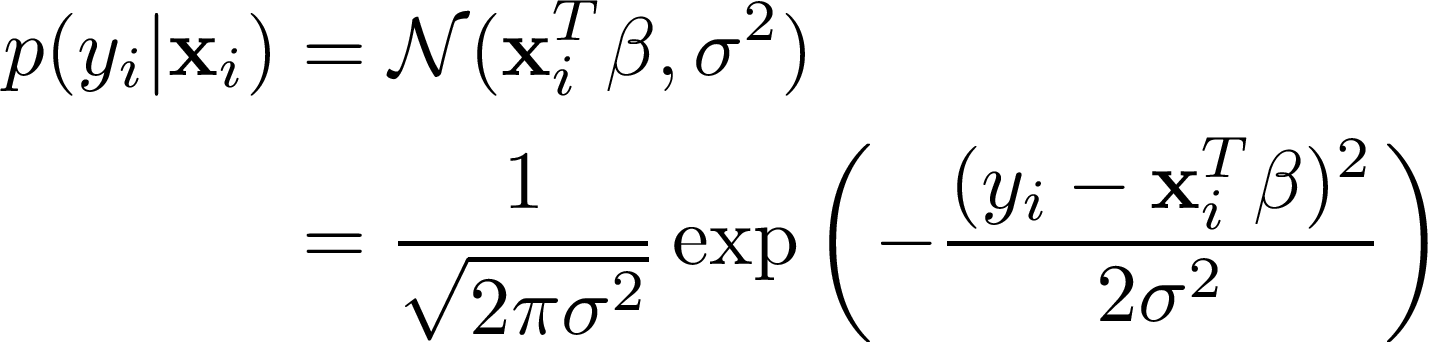 p(y_i|\mathbf{x}_i) = \mathcal{N}(\mathbf{x}_i^T \beta, \sigma^2)
= \frac{1}{\sqrt{2\pi\sigma^2}} \exp\left(-\frac{(y_i - \mathbf{x}_i^T \beta)^2}{2\sigma^2}\right)